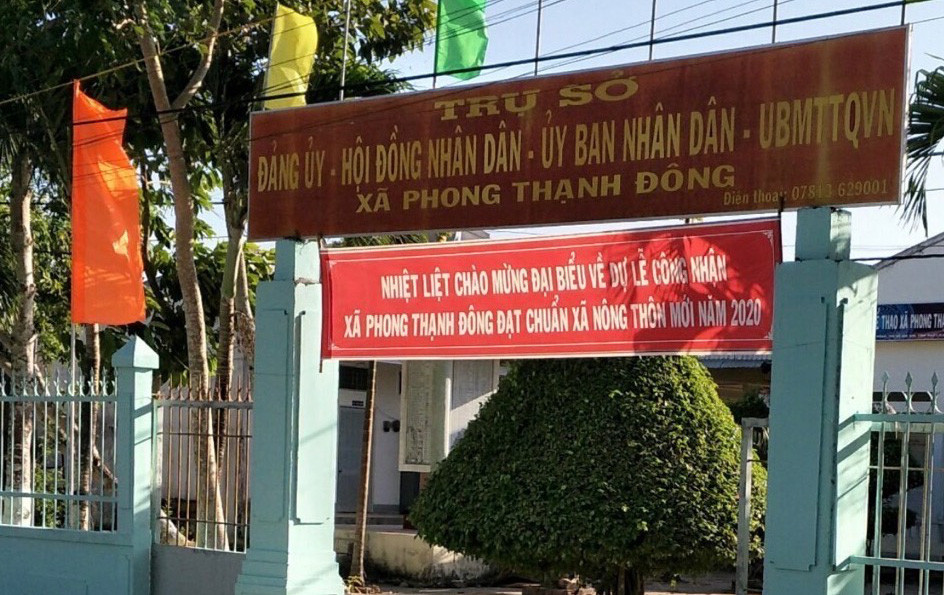 TRỤ SỞ
ĐẢNG ỦY - HỘI ĐỒNG NHÂN DÂN - ỦY BAN NHÂN DÂN - UBMTTQVN
XÃ PHONG THẠNH ĐÔNG
Điện thoại: 07813 629001
NHIỆT LIỆT CHÀO MỪNG ĐẠI BIỂU VỀ DỰ LỄ CÔNG NHẬN
XÃ PHONG THẠNH ĐÔNG ĐẠT CHUẨN XÃ NÔNG THÔN MỚI NĂM 2020
THAO XÃ PHONG